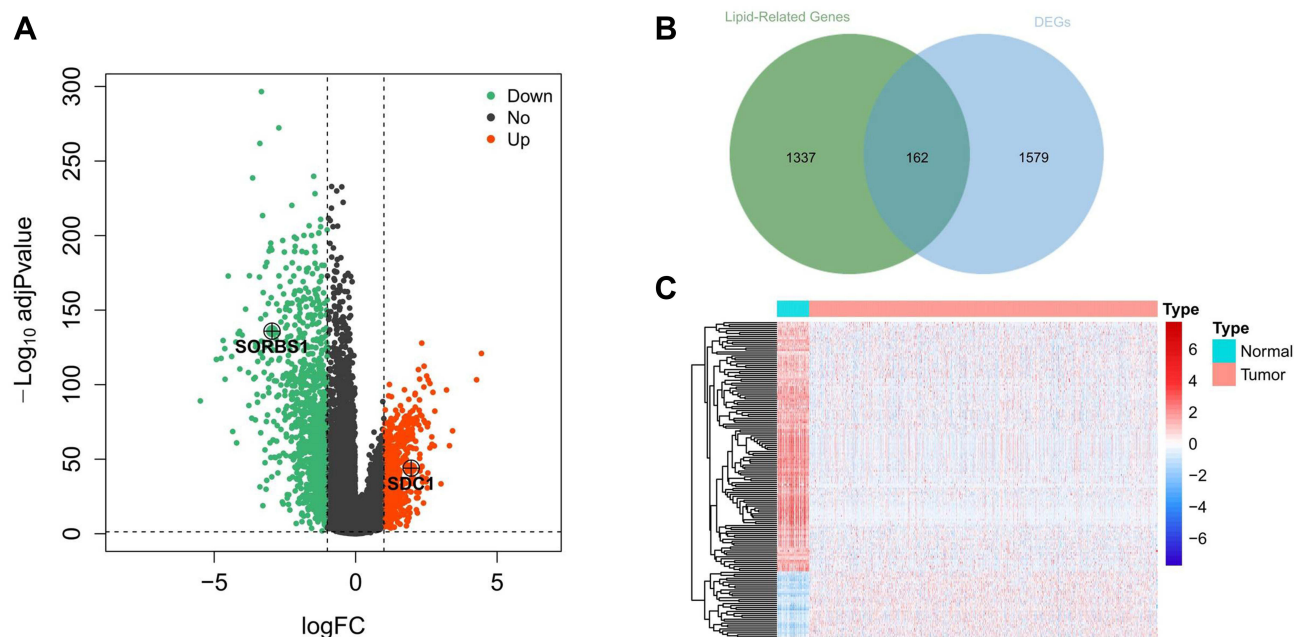 A
−Log₁₀ adjPvalue
300
250
200
150
100
50
0
Down
No
Up
SORBS1
SDC1
−5
0
5
logFC
B
Lipid-Related Genes
DEGs
1337
162
1579
C
Type
6
4
2
0
−2
−4
−6
Type
Normal
Tumor